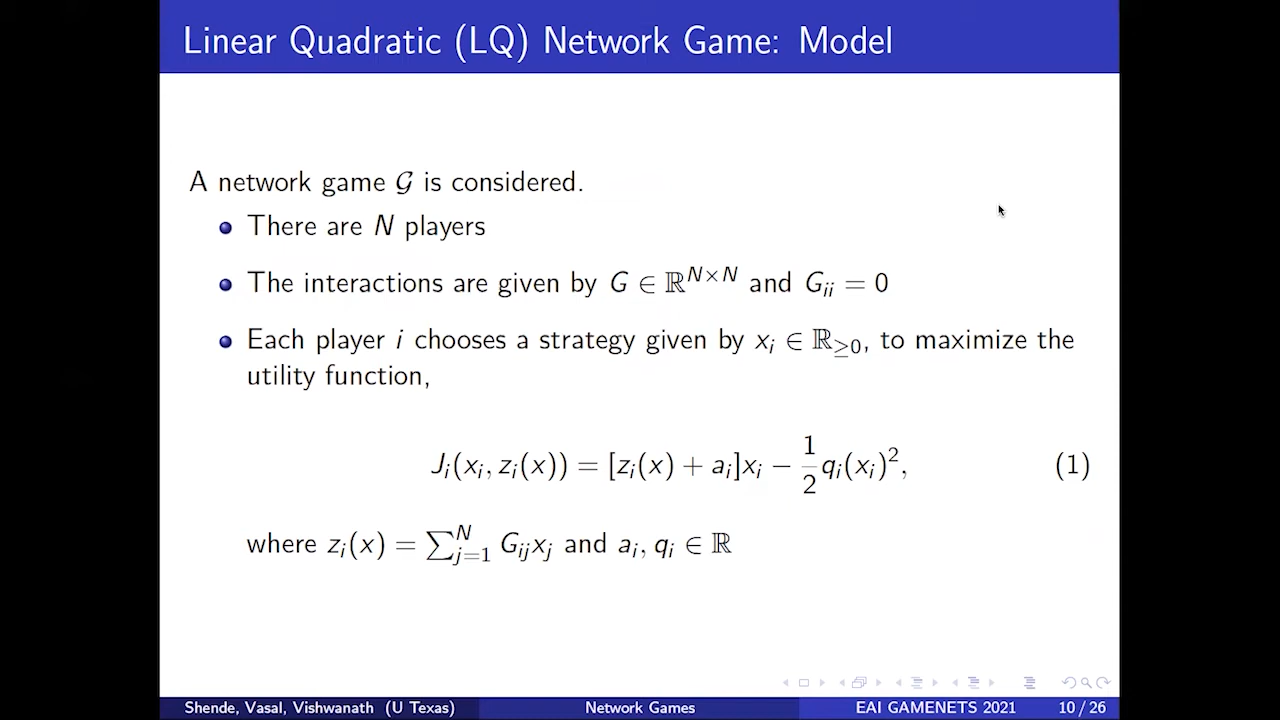 Linear Quadratic (LQ) Network Game: Model
A network game 𝒢 is considered.
There are N players
The interactions are given by G ∈ ℝ^{N×N} and G_{ii} = 0
Each player i chooses a strategy given by x_i ∈ ℝ_{≥0}, to maximize the
utility function,
J_i(x_i, z_i(x)) = [z_i(x) + a_i]x_i − \frac{1}{2} q_i(x_i)^2, (1)
where z_i(x) = ∑_{j=1}^{N} G_{ij}x_j and a_i, q_i ∈ ℝ
Shende, Vasal, Vishwanath (U Texas) Network Games EAI GAMENETS 2021 10 / 26